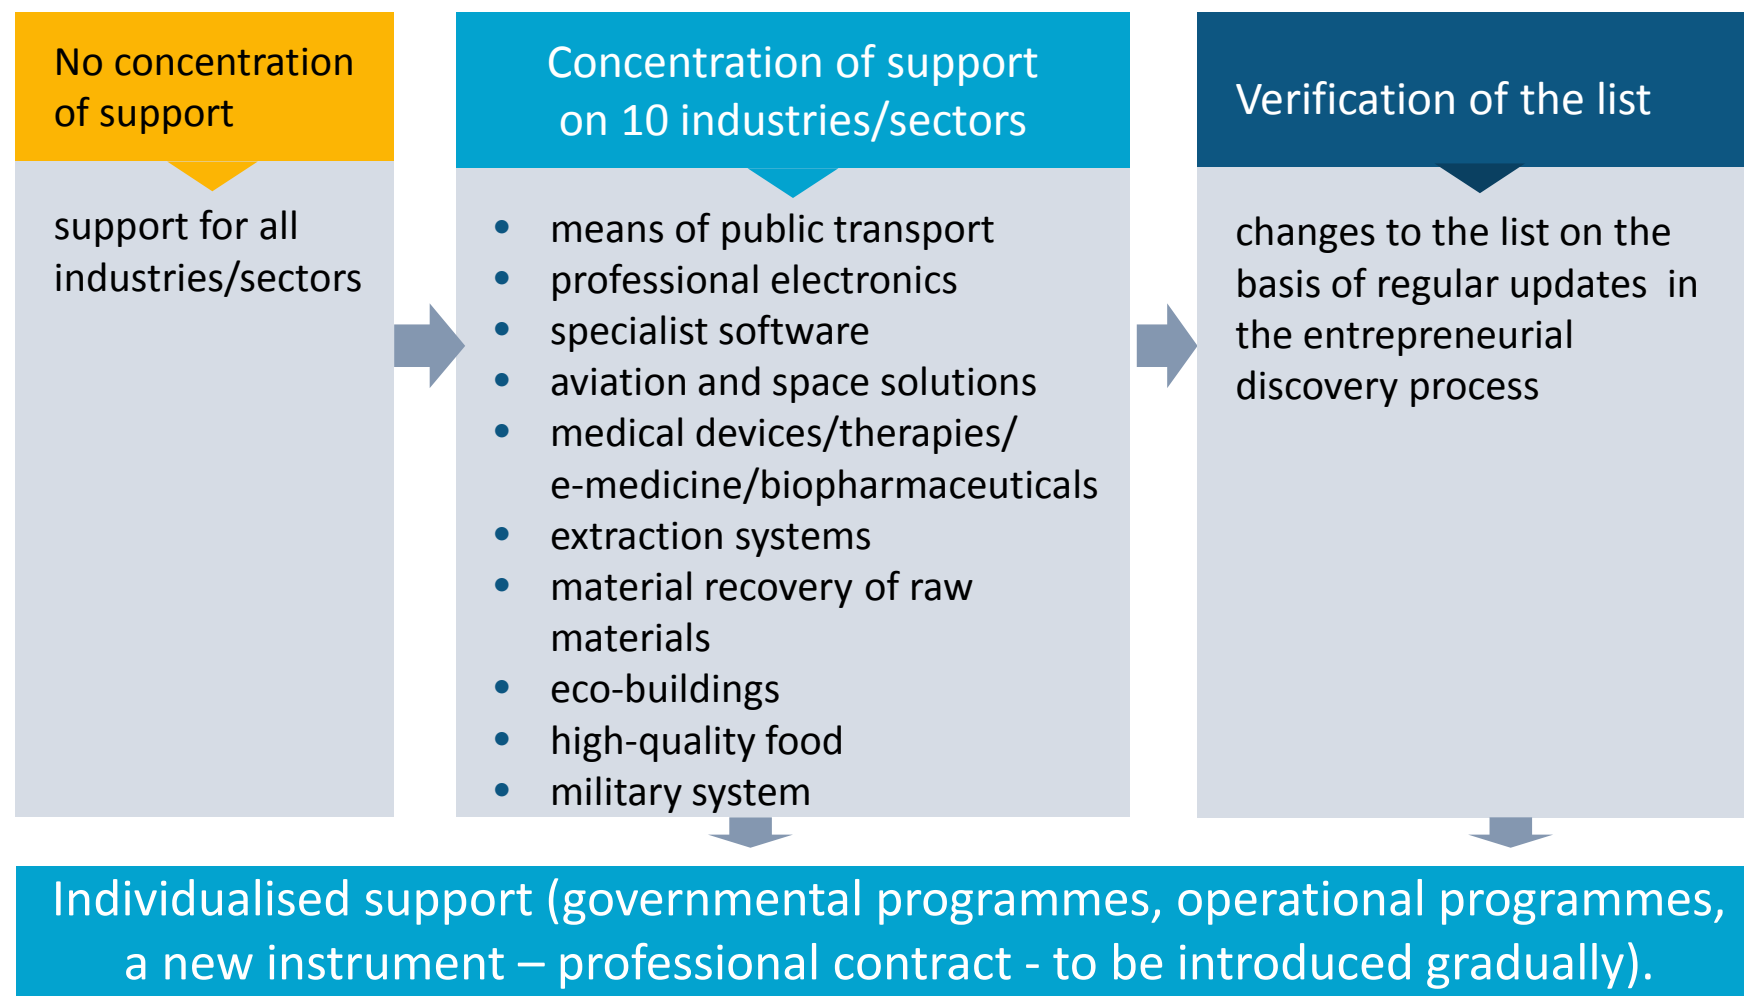 No concentration
of support
support for all
industries/sectors
Concentration of support
on 10 industries/sectors
• means of public transport
• professional electronics
• specialist software
• aviation and space solutions
• medical devices/therapies/
e-medicine/biopharmaceuticals
• extraction systems
• material recovery of raw
materials
• eco-buildings
• high-quality food
• military system
Verification of the list
changes to the list on the
basis of regular updates in
the entrepreneurial
discovery process
Individualised support (governmental programmes, operational programmes,
a new instrument – professional contract - to be introduced gradually).